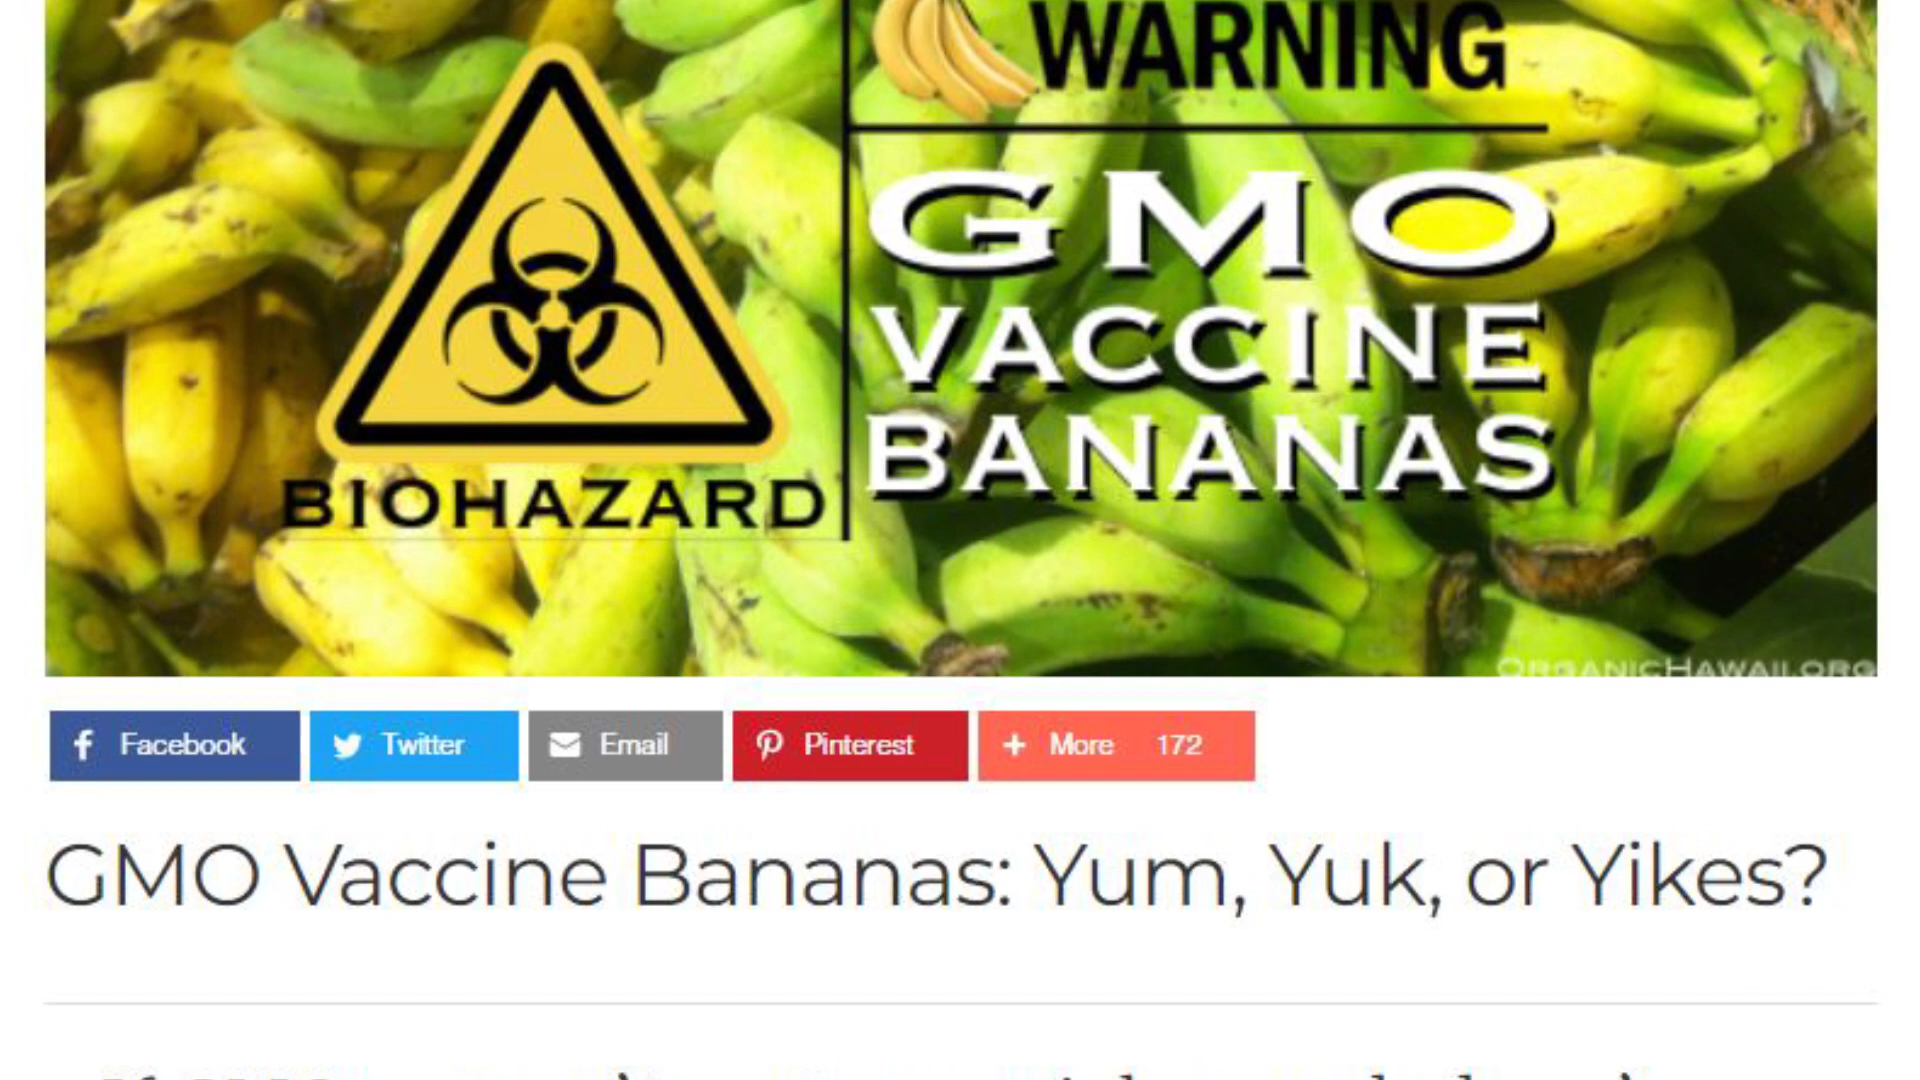 WARNING
GMO
VACCINE
BANANAS
BIOHAZARD
ORGANICHAWAII.ORG
Facebook Twitter Email Pinterest More 172
GMO Vaccine Bananas: Yum, Yuk, or Yikes?